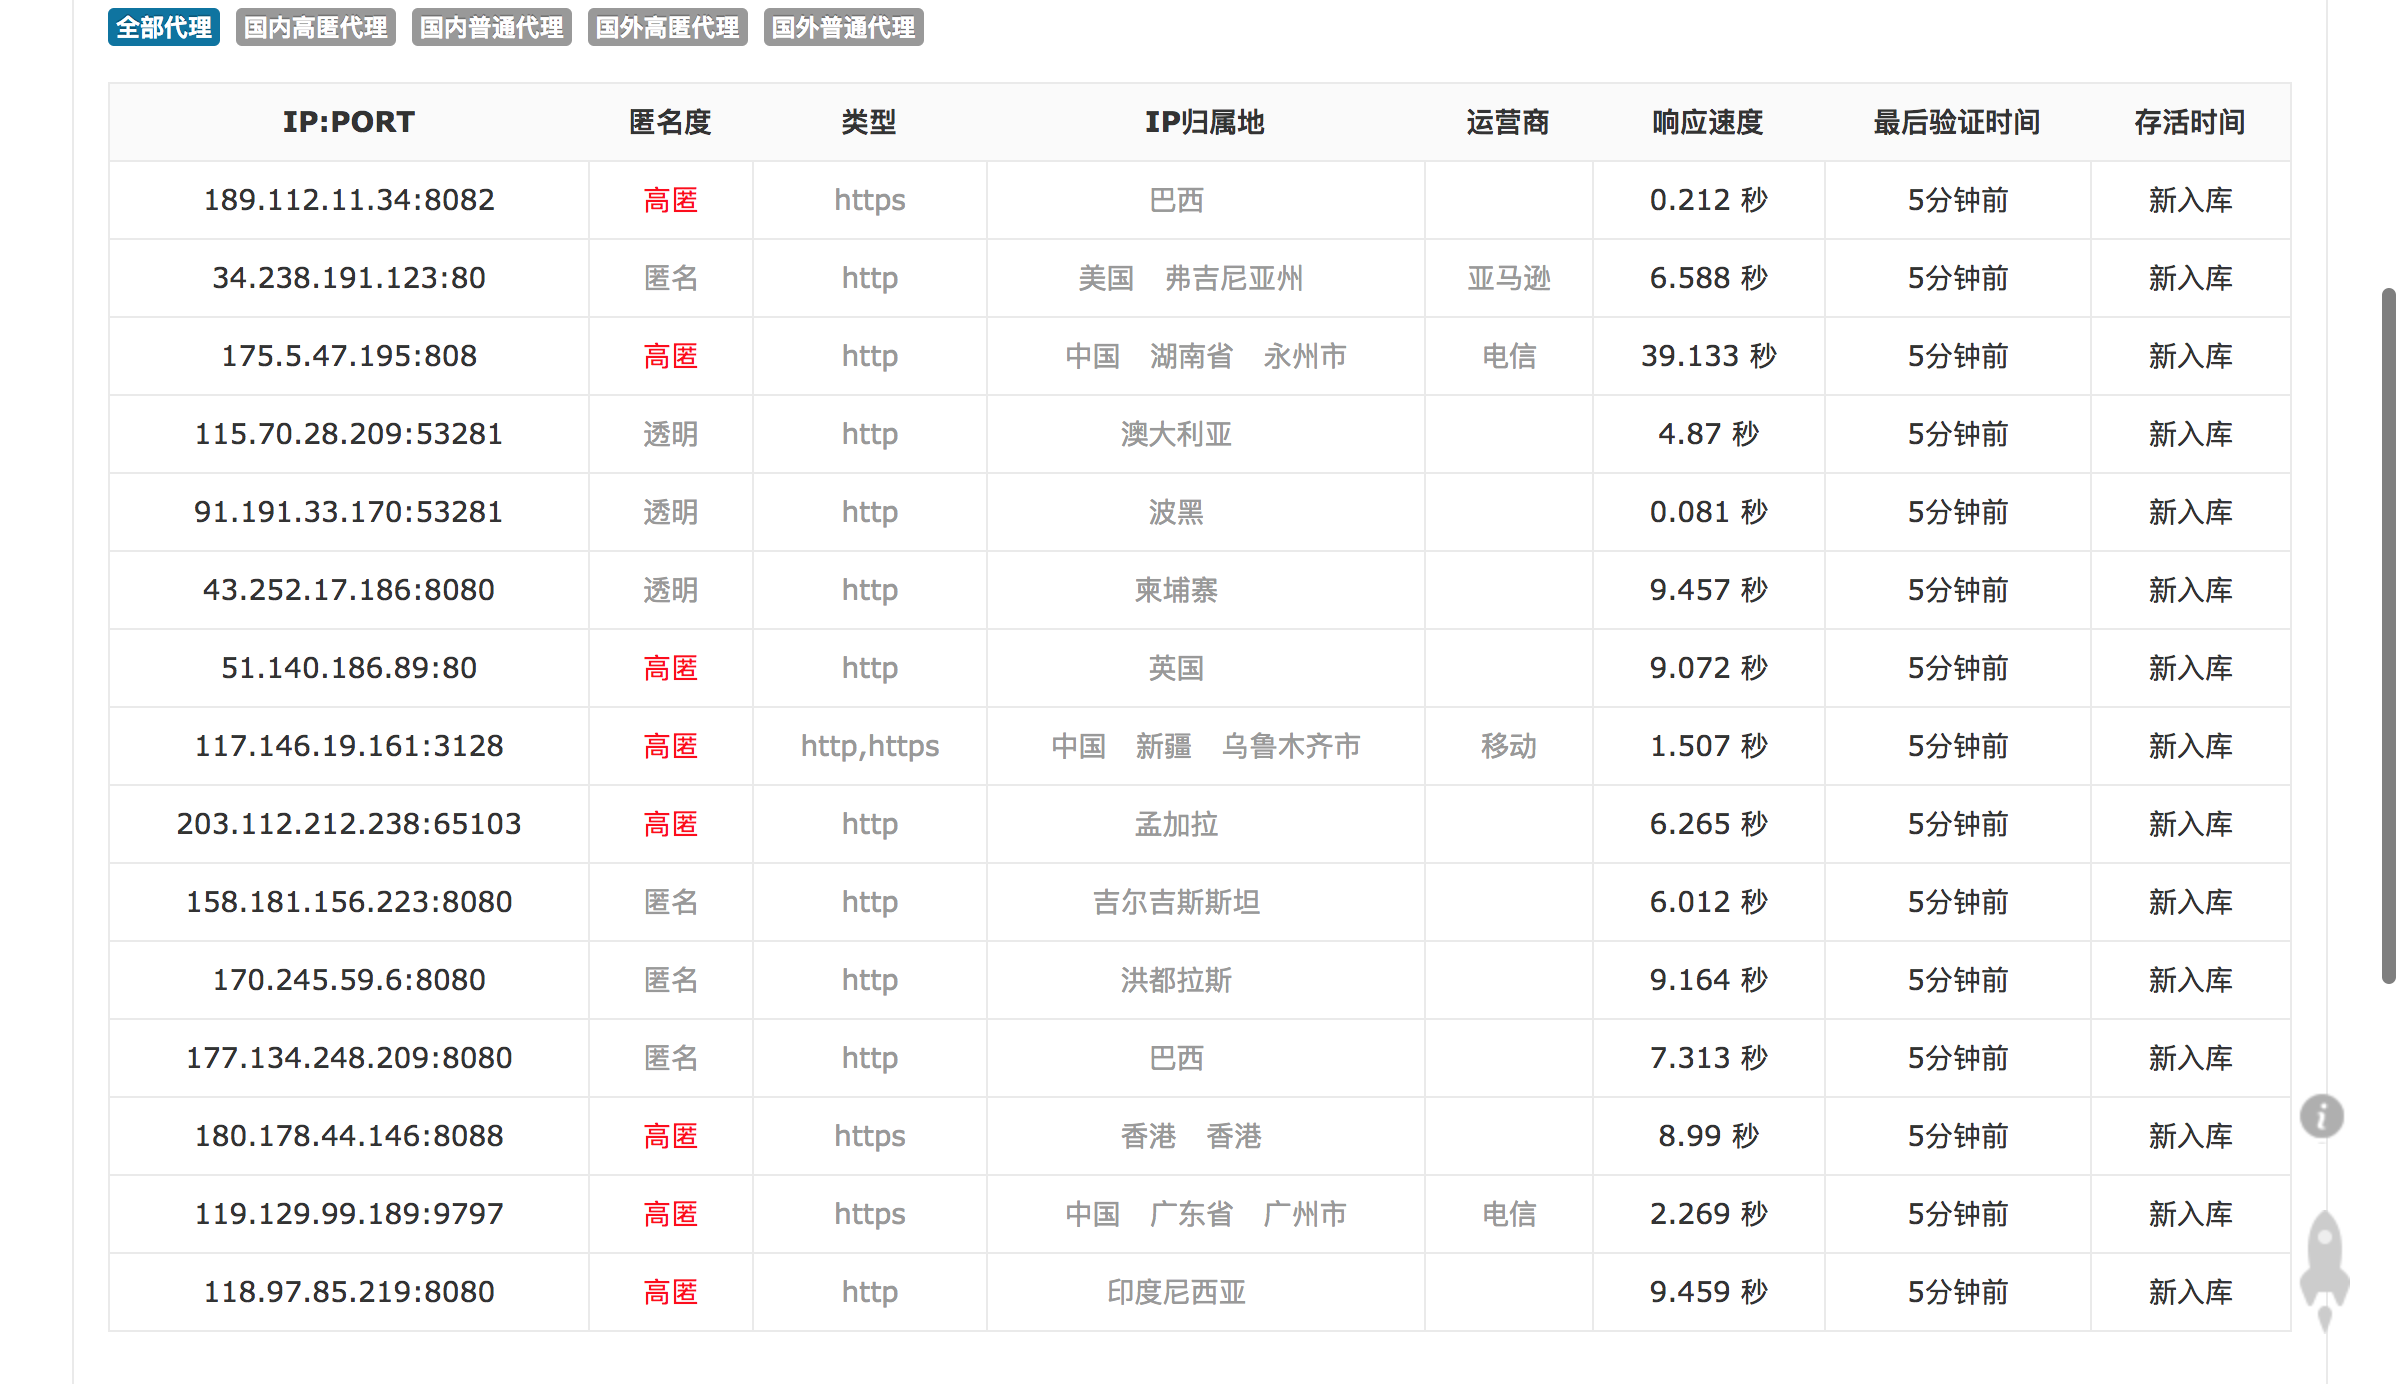 全部代理 国内高匿代理 国内普通代理 国外高匿代理 国外普通代理
IP:PORT 匿名度 类型 IP归属地 运营商 响应速度 最后验证时间 存活时间
189.112.11.34:8082 高匿 https 巴西 0.212 秒 5分钟前 新入库
34.238.191.123:80 匿名 http 美国 弗吉尼亚州 亚马逊 6.588 秒 5分钟前 新入库
175.5.47.195:808 高匿 http 中国 湖南省 永州市 电信 39.133 秒 5分钟前 新入库
115.70.28.209:53281 透明 http 澳大利亚 4.87 秒 5分钟前 新入库
91.191.33.170:53281 透明 http 波黑 0.081 秒 5分钟前 新入库
43.252.17.186:8080 透明 http 柬埔寨 9.457 秒 5分钟前 新入库
51.140.186.89:80 高匿 http 英国 9.072 秒 5分钟前 新入库
117.146.19.161:3128 高匿 http,https 中国 新疆 乌鲁木齐市 移动 1.507 秒 5分钟前 新入库
203.112.212.238:65103 高匿 http 孟加拉 6.265 秒 5分钟前 新入库
158.181.156.223:8080 匿名 http 吉尔吉斯斯坦 6.012 秒 5分钟前 新入库
170.245.59.6:8080 匿名 http 洪都拉斯 9.164 秒 5分钟前 新入库
177.134.248.209:8080 匿名 http 巴西 7.313 秒 5分钟前 新入库
180.178.44.146:8088 高匿 https 香港 香港 8.99 秒 5分钟前 新入库
119.129.99.189:9797 高匿 https 中国 广东省 广州市 电信 2.269 秒 5分钟前 新入库
118.97.85.219:8080 高匿 http 印度尼西亚 9.459 秒 5分钟前 新入库